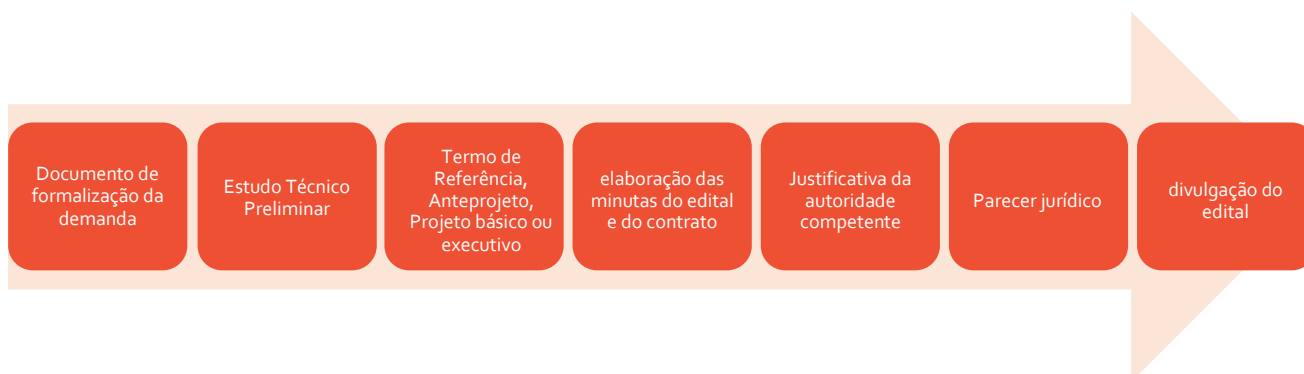 Documento de
formalização da
demanda
Estudo Técnico
Preliminar
Termo de
Referência,
Anteprojeto,
Projeto básico ou
executivo
elaboração das
minutas do edital
e do contrato
Justificativa da
autoridade
competente
Parecer jurídico
divulgação do
edital